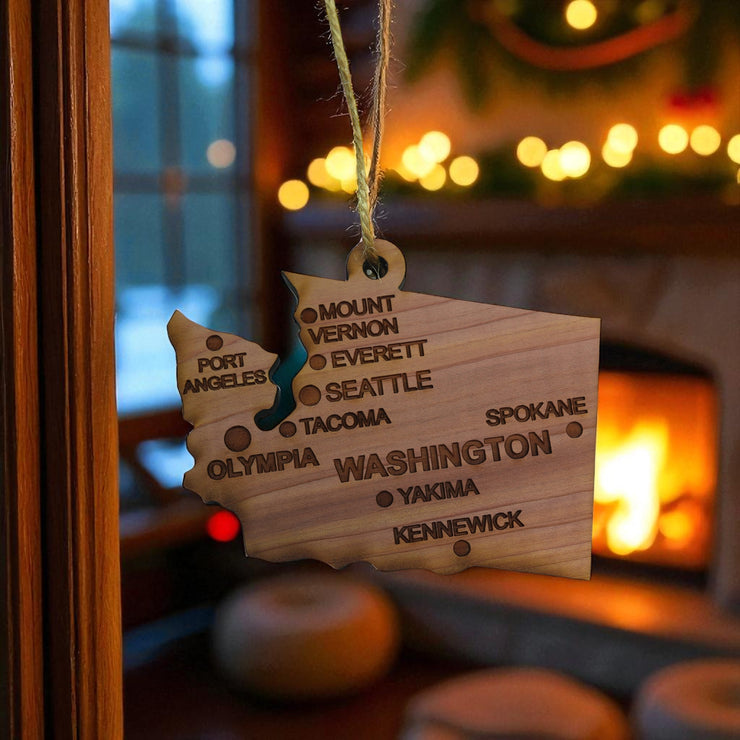 MOUNT
VERNON
EVERETT
PORT
ANGELES
SEATTLE
TACOMA
SPOKANE
OLYMPIA
WASHINGTON
YAKIMA
KENNEWICK